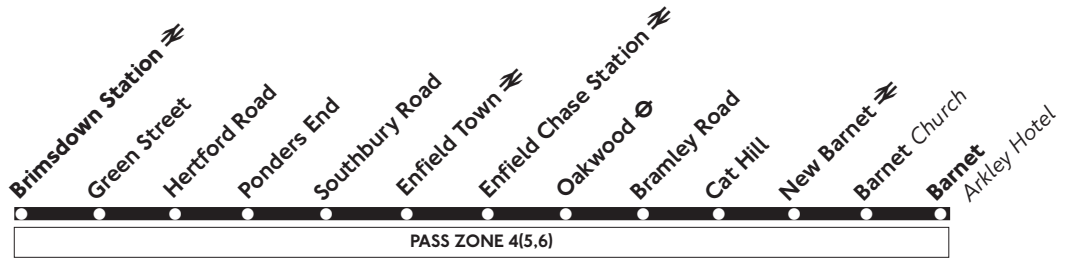 Brimsdown Station
Green Street
Hertford Road
Ponders End
Southbury Road
Enfield Town
Enfield Chase Station
Oakwood
Bramley Road
Cat Hill
New Barnet
Barnet Church
Barnet
Arkley Hotel
PASS ZONE 4(5,6)